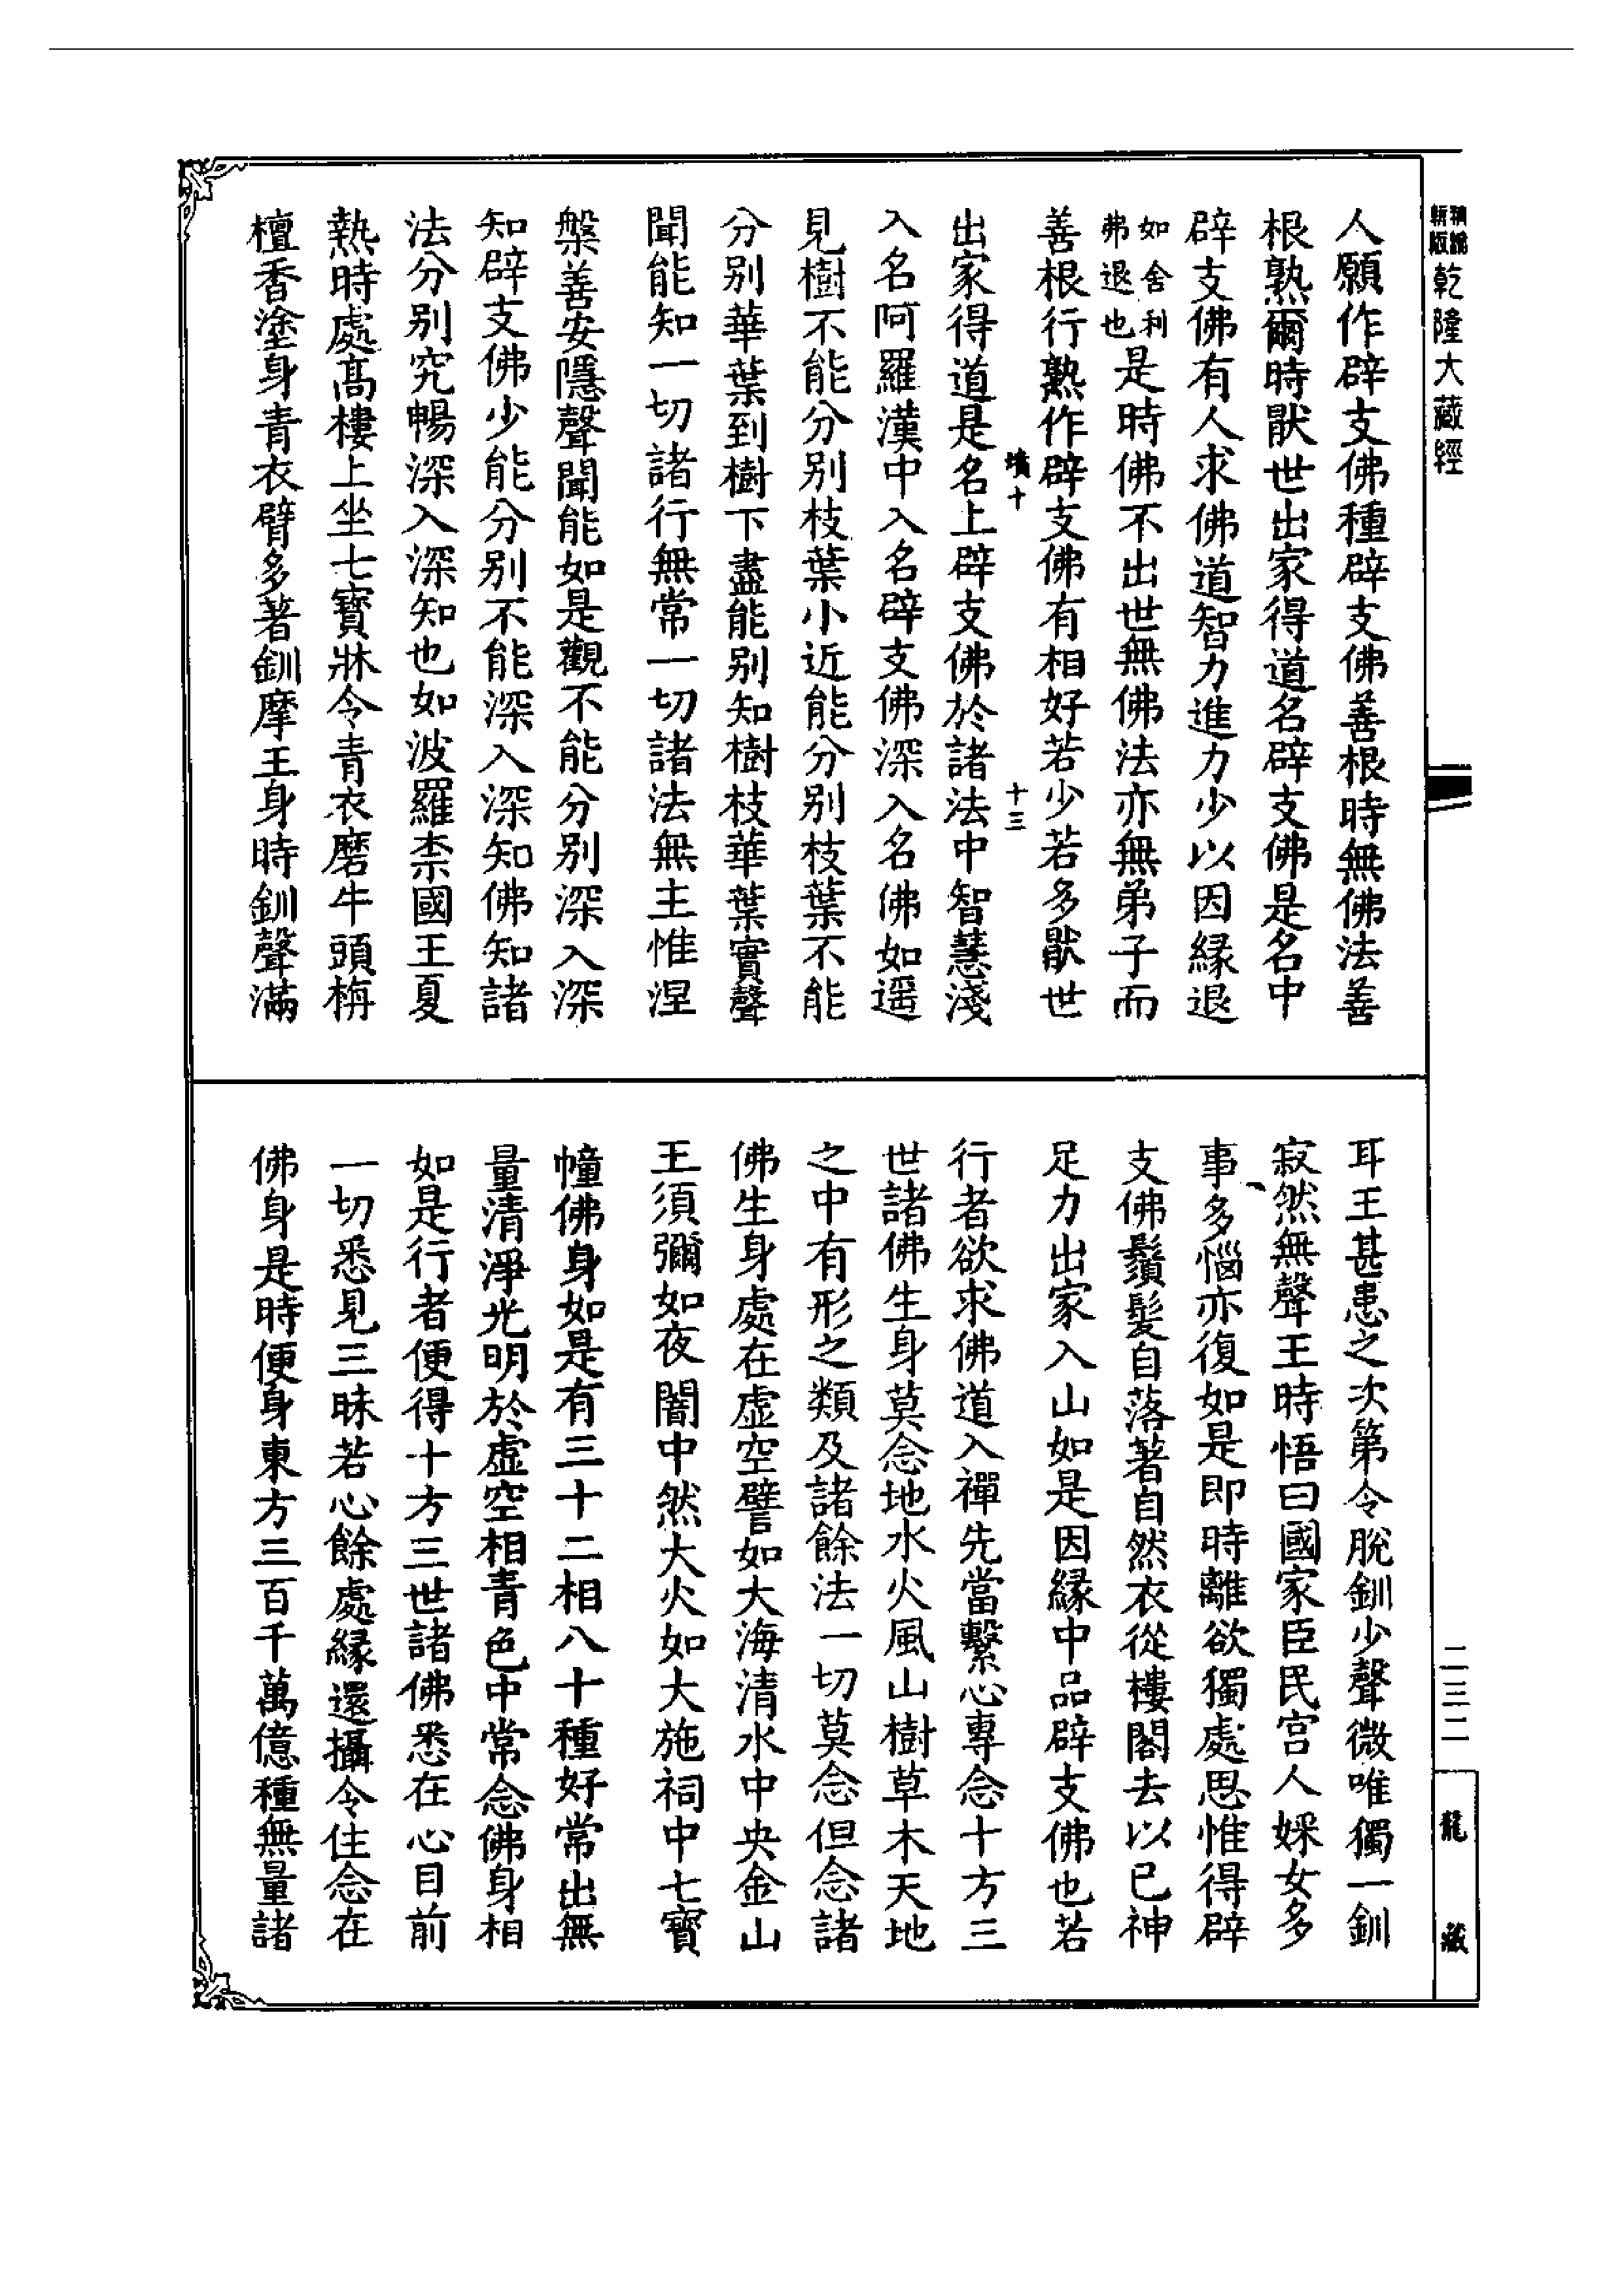 乾隆大藏經
人願作辟支佛種辟支佛善根時無佛法善
根熟爾時厭世出家得道名辟支佛是名中
辟支佛有人求佛道智力進力少以因緣退
如舍利
弗退也
是時佛不出世無佛法亦無弟子而
善根行熟作辟支佛有相好若少若多厭世
十
十三
出家得道是名上辟支佛於諸法中智慧淺
入名呵羅漢中入名辟支佛深入名佛如遥
見樹不能分別枝葉小近能分別枝葉不能
分別華葉到樹下盡能別知樹枝華葉實聲
聞能知一切諸行無常一切諸法無主惟涅
槃善安隱聲聞能如是觀不能分別深入深
知辟支佛少能分別不能深入深知佛知諸
法分別究暢深入深知也如波羅柰國王夏
熱時處髙樓上坐七寳牀令青衣磨牛頭栴
檀香塗身青衣臂多著釧摩王身時釧聲滿
耳王甚患之次第令脫釧少聲微唯獨一釧
寂然無聲王時悟曰國家臣民宫人婇女多
事多惱亦復如是即時離欲獨處思惟得辟
支佛鬚髪自落著自然衣從樓閣去以已神
足力出家入山如是因緣中品辟支佛也若
行者欲求佛道入禪先當繫心專念十方三
世諸佛生身莫念地水火風山樹草木天地
之中有形之類及諸餘法一切莫念但念諸
佛生身處在虛空譬如大海清水中央金山
王須彌如夜闇中然大火如大施祠中七寳
幢佛身如是有三十二相八十種好常出無
量清淨光明於虛空相青色中常念佛身相
如是行者便得十方三世諸佛悉在心目前
一切悉見三昧若心餘處緣還攝令住念在
佛身是時便身東方三百千萬億種無量諸
二三二
龍藏